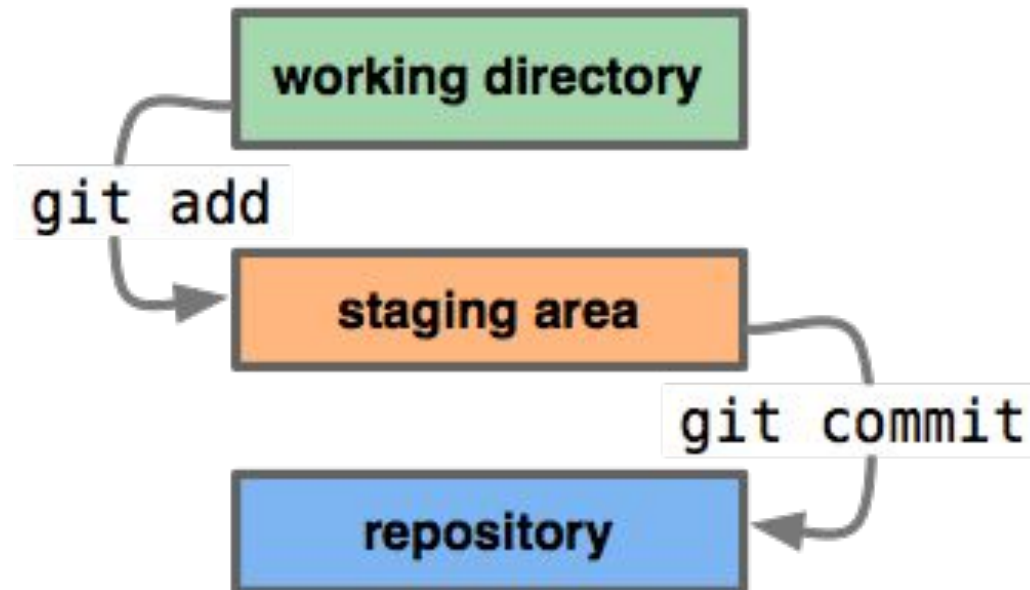 working directory
git add
staging area
git commit
repository